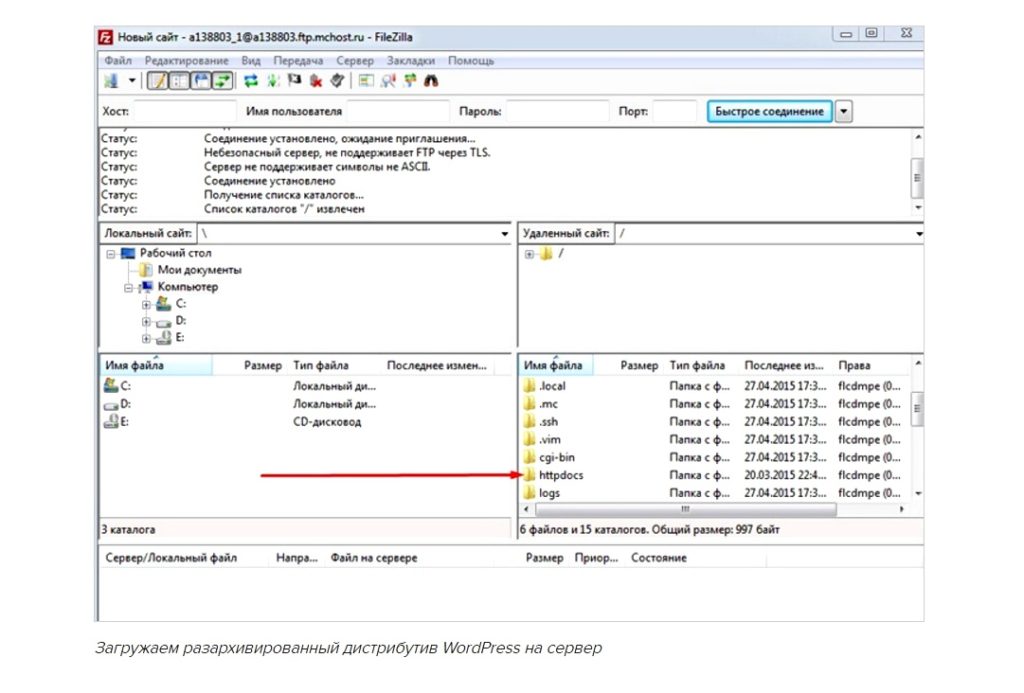 Новый сайт - a138803_1@a138803.ftp.mchost.ru - FileZilla
Файл Редактирование Вид Передача Сервер Закладки Помощь
Хост: Имя пользователя Пароль: Порт: Быстрое соединение
Статус: Соединение установлено, ожидание приглашения...
Статус: Небезопасный сервер, не поддерживает FTP через TLS.
Статус: Сервер не поддерживает символы не ASCII.
Статус: Соединение установлено
Статус: Получение списка каталогов...
Статус: Список каталогов "/" извлечен
Локальный сайт: \ Удаленный сайт: /
Рабочий стол /
Мои документы
Компьютер
C:
D:
E:
Имя файла Размер Тип файла Последнее измен... Имя файла Размер Тип файла Последнее из... Права
C: Локальный ди... .local Папка с ф... 27.04.2015 17:3... flcdmpe (0...
D: Локальный ди... .mc Папка с ф... 27.04.2015 17:3... flcdmpe (0...
E: CD-дисковод .ssh Папка с ф... 27.04.2015 17:3... flcdmpe (0...
.vim Папка с ф... 27.04.2015 17:3... flcdmpe (0...
cgi-bin Папка с ф... 27.04.2015 17:3... flcdmpe (0...
httpdocs Папка с ф... 20.03.2015 22:4... flcdmpe (0...
logs Папка с ф... 27.04.2015 17:3... flcdmpe (0...
3 каталога 6 файлов и 15 каталогов. Общий размер: 997 байт
Сервер/Локальный файл Напра... Файл на сервере Размер Приор... Состояние
Загружаем разархивированный дистрибутив WordPress на сервер